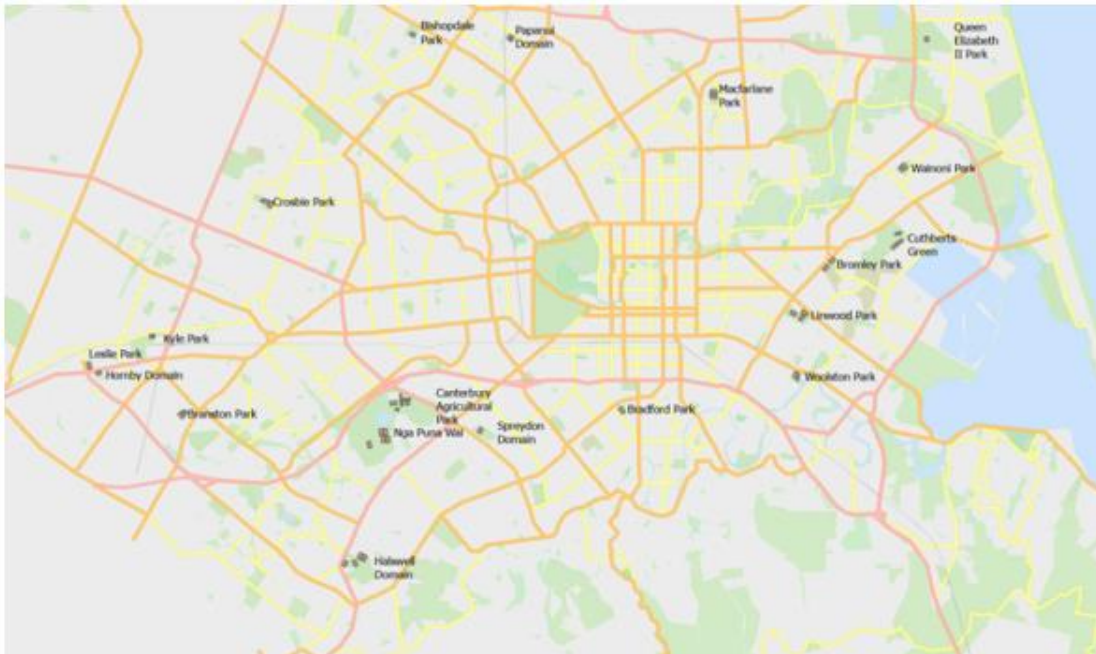 Bishopdale
Park
Papanui
Domain
Queen
Elizabeth
II Park
Macfarlane
Park
Wainoni Park
Crosbie Park
Cuthberts
Green
Bromley Park
Linwood Park
Kyle Park
Leslie Park
Hornby Domain
Woolston Park
Canterbury
Agricultural
Park
Branston Park
Bradford Park
Nga Puna Wai
Spreydon
Domain
Halswell
Domain